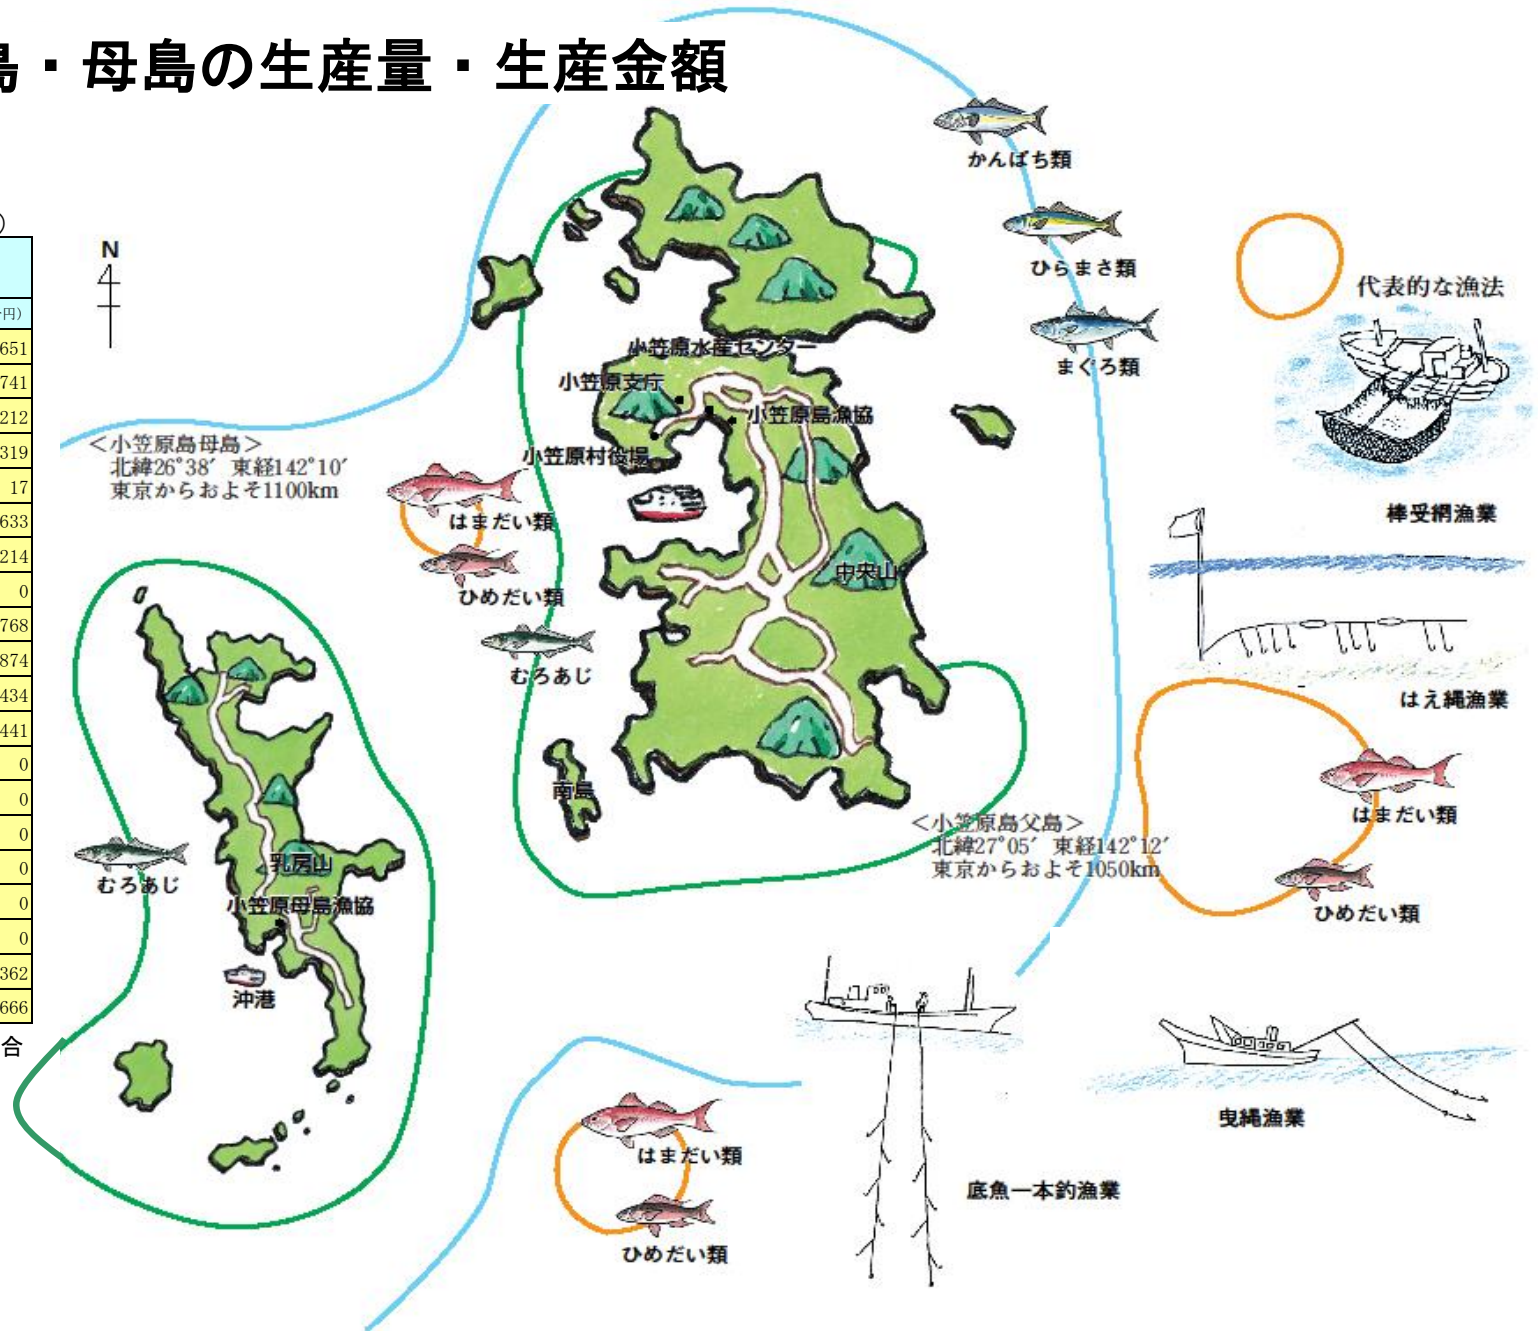 島・母島の生産量・生産金額
)
円)
651
741
212
319
17
633
214
0
768
874
434
441
0
0
0
0
0
0
362
666
合
N
かんぱち類
ひらまさ類
まぐろ類
代表的な漁法
小笠原水産センター
小笠原支庁
小笠原島漁協
小笠原村役場
<小笠原島母島>
北緯26°38′ 東経142°10′
東京からおよそ1100km
はまだい類
ひめだい類
むろあじ
中央山
南島
棒受網漁業
はえ縄漁業
はまだい類
ひめだい類
<小笠原島父島>
北緯27°05′ 東経142°12′
東京からおよそ1050km
むろあじ
乳房山
小笠原母島漁協
沖港
はまだい類
ひめだい類
底魚一本釣漁業
曳縄漁業